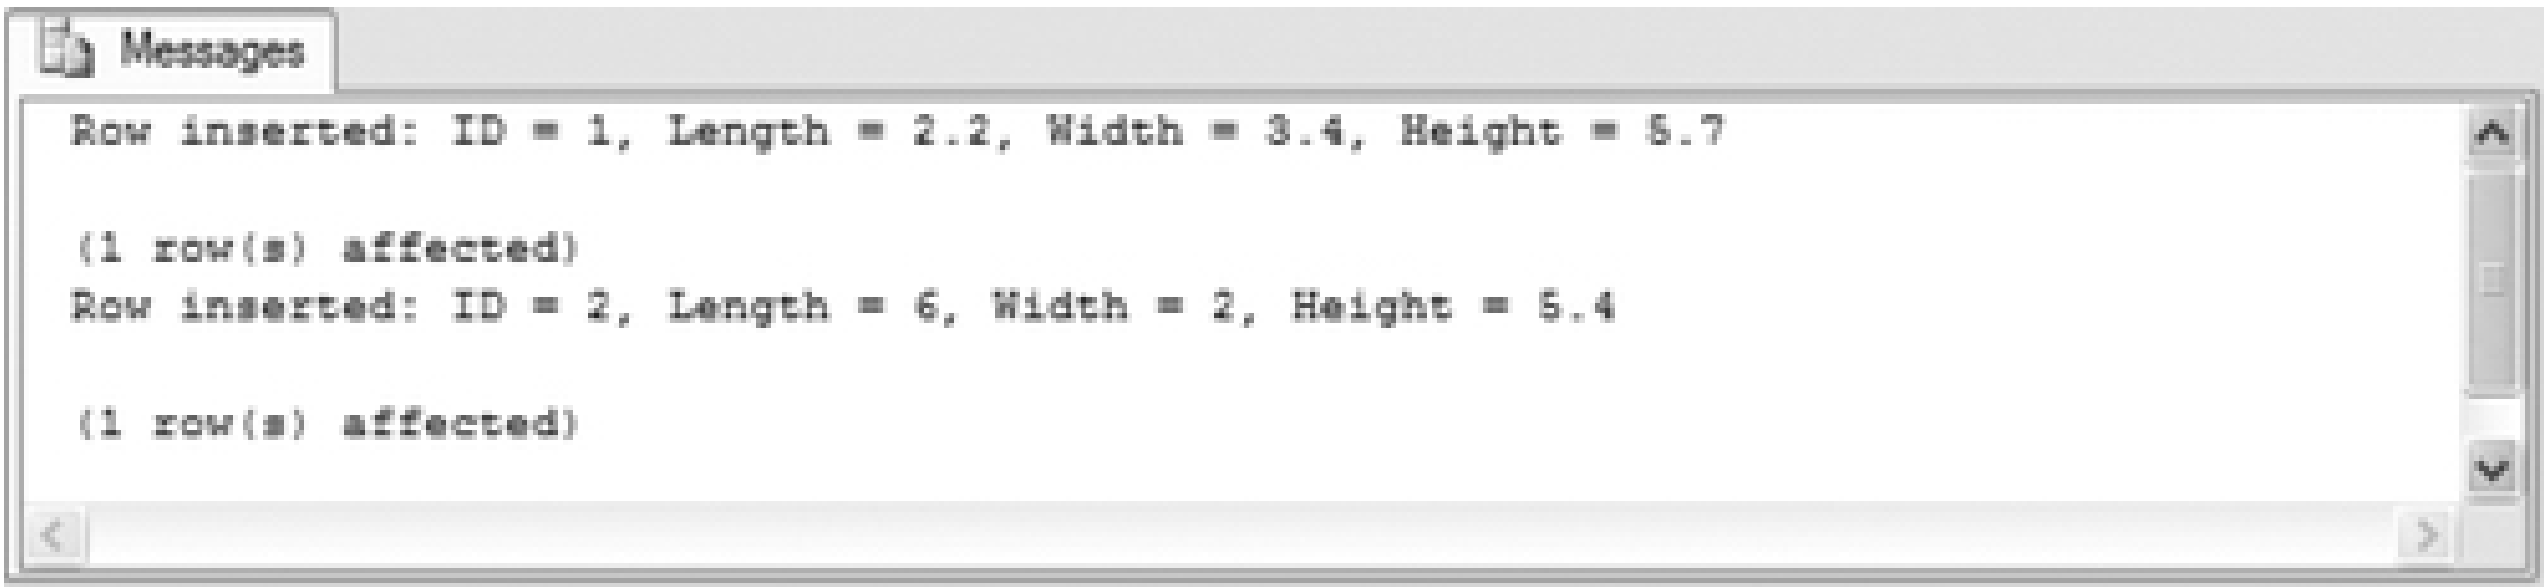 Messages
Row inserted: ID = 1, Length = 2.2, Width = 3.4, Height = 5.7
(1 row(s) affected)
Row inserted: ID = 2, Length = 6, Width = 2, Height = 5.4
(1 row(s) affected)